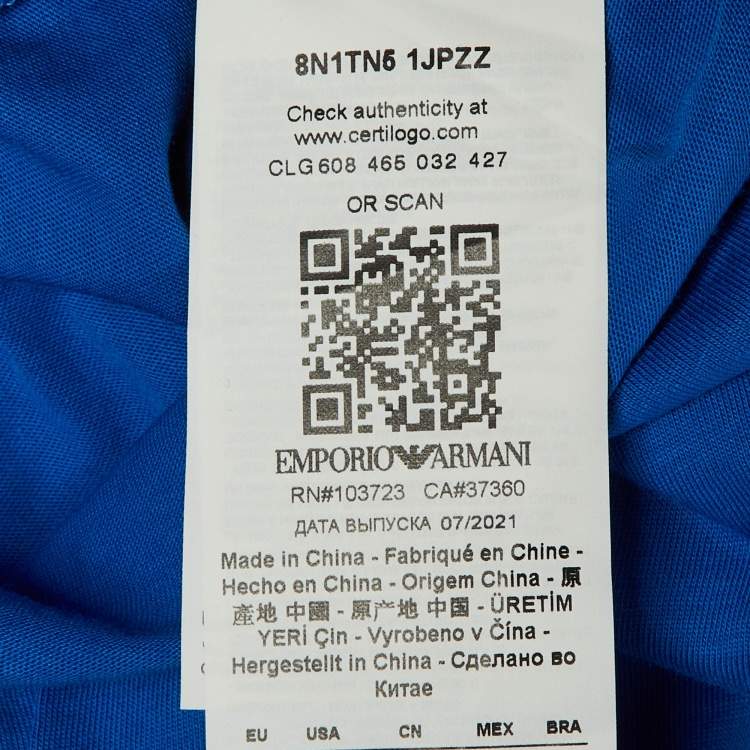 8N1TN6 1JPZZ
Check authenticity at
www.certilogo.com
CLG 608 465 032 427
OR SCAN
EMPORIO ARMANI
RN#103723 CA#37360
ДАТА ВЫПУСКА 07/2021
Made in China - Fabriqué en Chine -
Hecho en China - Origem China - 原
產地 中國 - 原产地 中国 - ÜRETİM
YERİ Çin - Vyrobeno v Čína -
Hergestellt in China - Сделано во
Китае
EU USA CN MEX BRA